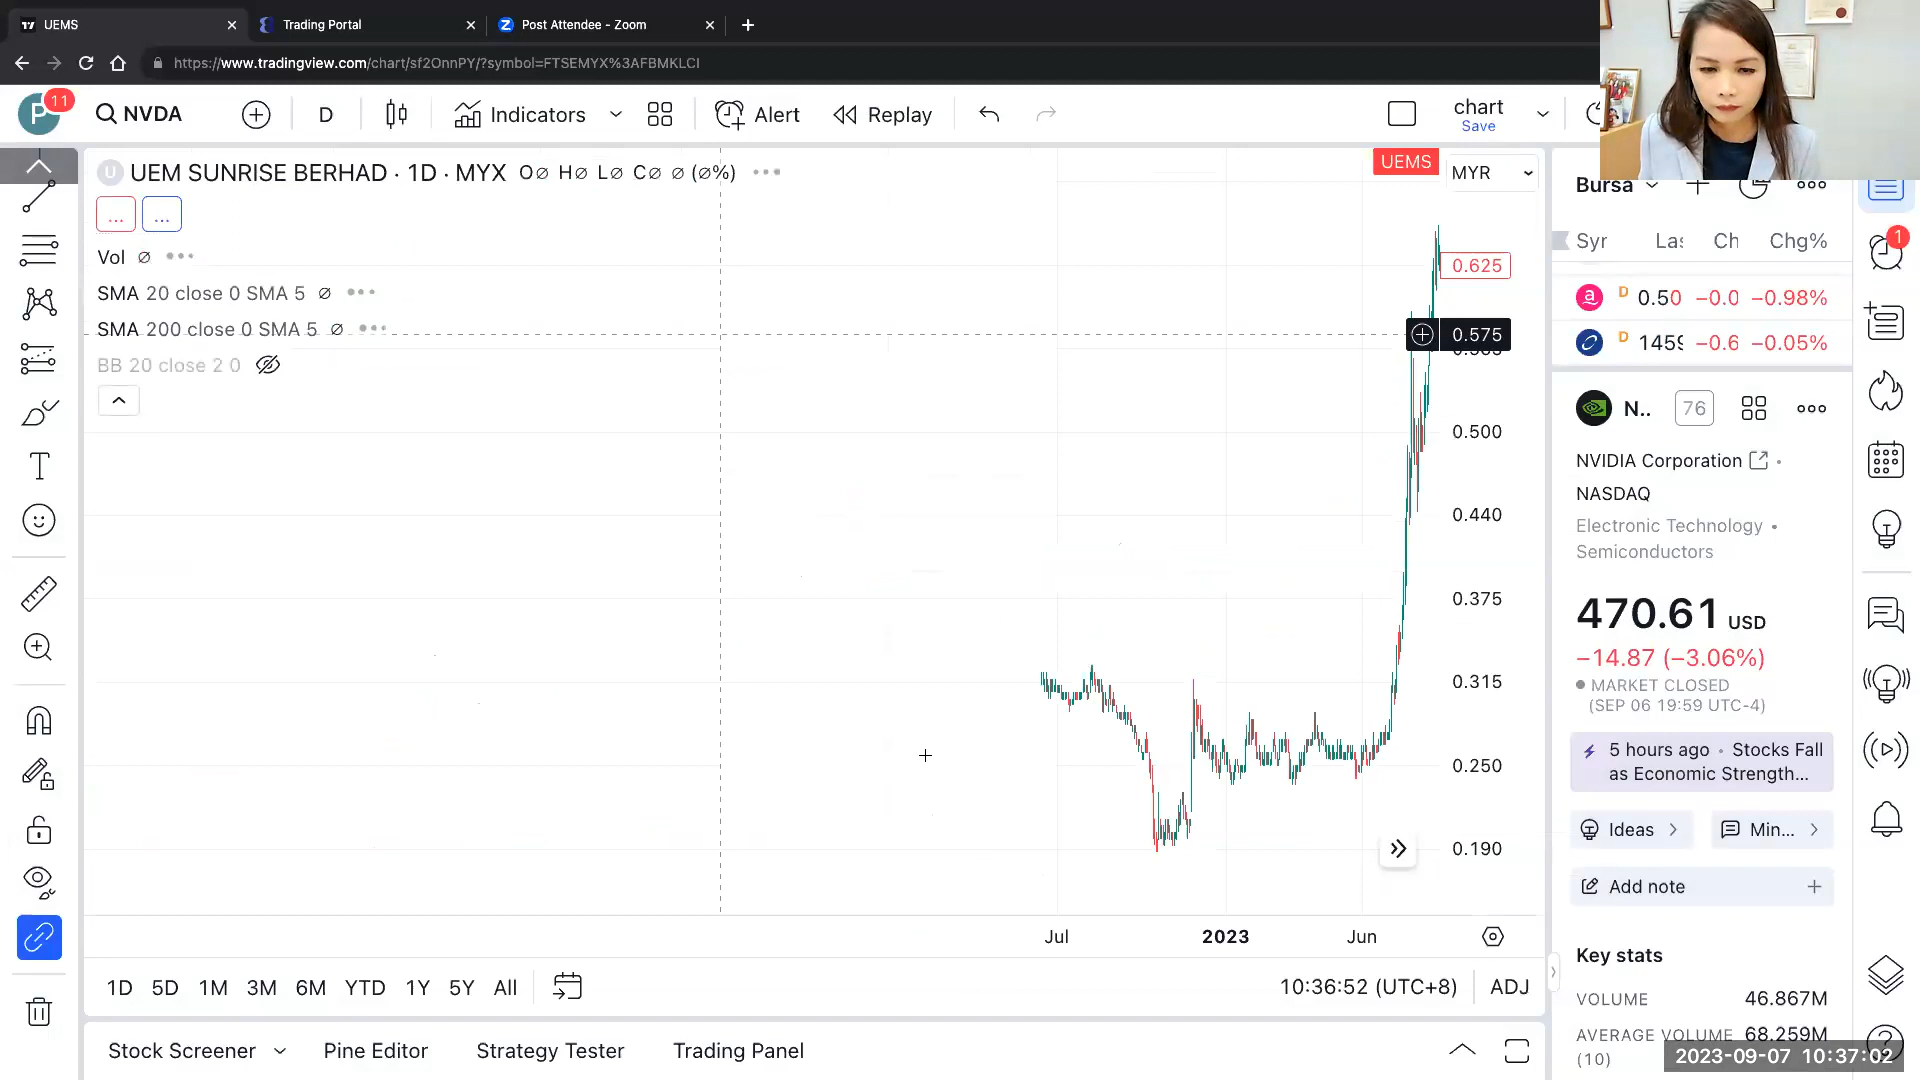 UEMS
Trading Portal
Post Attendee - Zoom
https://www.tradingview.com/chart/sf2OnnPY/?symbol=FTSEMYX%3AFBMKLCI
P
11
NVDA
D
Indicators
Alert
Replay
chart
Save
U
UEM SUNRISE BERHAD · 1D · MYX O∅ H∅ L∅ C∅ ∅ (∅%)
UEMS
MYR
...
...
Vol ∅
SMA 20 close 0 SMA 5 ∅
SMA 200 close 0 SMA 5 ∅
BB 20 close 2 0
0.625
0.575
0.500
0.440
0.375
0.315
0.250
0.190
Jul
2023
Jun
1D 5D 1M 3M 6M YTD 1Y 5Y All
10:36:52 (UTC+8)
ADJ
Stock Screener
Pine Editor
Strategy Tester
Trading Panel
Bursa
Chg%
D 0.50 −0.0 −0.98%
D −0.6 −0.05%
1
N..
76
NVIDIA Corporation •
NASDAQ
Electronic Technology •
Semiconductors
470.61 USD
−14.87 (−3.06%)
MARKET CLOSED
(SEP 06 19:59 UTC-4)
5 hours ago • Stocks Fall
as Economic Strength...
Ideas
Min...
Add note
Key stats
VOLUME 46.867M
AVERAGE VOLUME 68.259M
(10)
2023-09-07 10:37:02